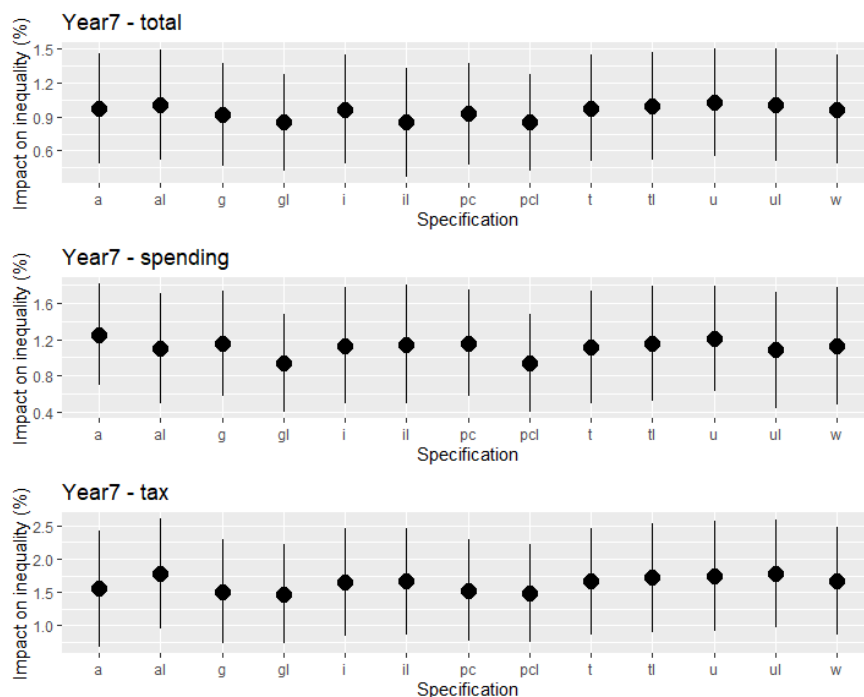 Year7 - total
Impact on inequality (%)
1.5
1.2
0.9
0.6
a al g gl i il pc pcl t tl u ul w
Specification
Year7 - spending
Impact on inequality (%)
1.6
1.2
0.8
0.4
a al g gl i il pc pcl t tl u ul w
Specification
Year7 - tax
Impact on inequality (%)
2.5
2.0
1.5
1.0
a al g gl i il pc pcl t tl u ul w
Specification